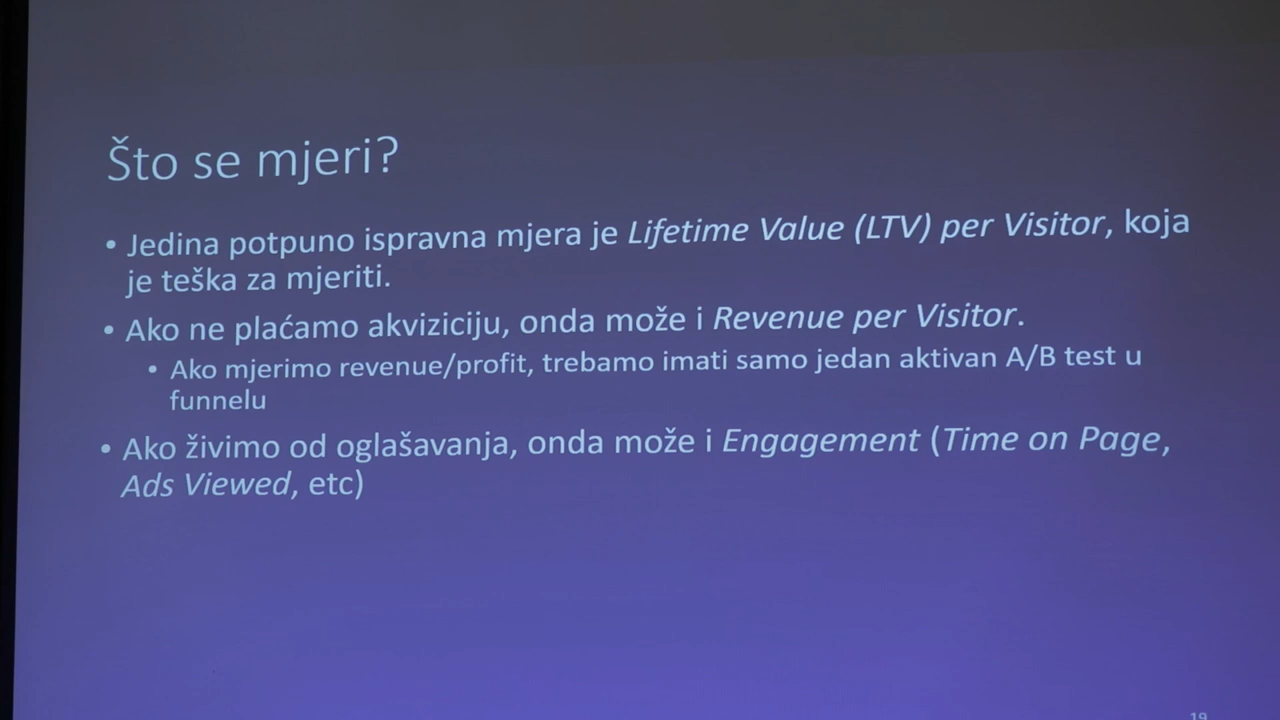 Što se mjeri?
• Jedina potpuno ispravna mjera je Lifetime Value (LTV) per Visitor, koja
je teška za mjeriti.
• Ako ne plaćamo akviziciju, onda može i Revenue per Visitor.
• Ako mjerimo revenue/profit, trebamo imati samo jedan aktivan A/B test u
funnelu
• Ako živimo od oglašavanja, onda može i Engagement (Time on Page,
Ads Viewed, etc)
19